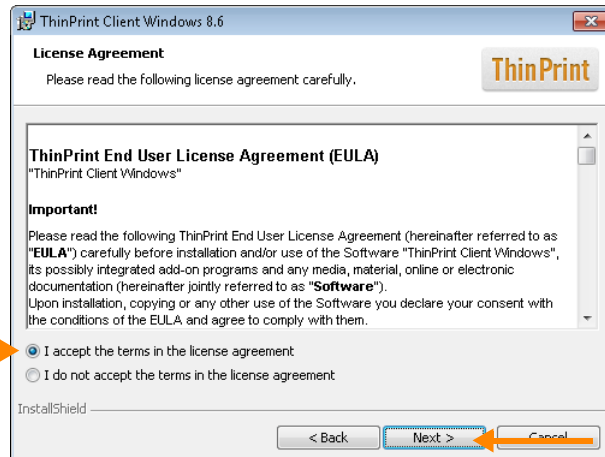 ThinPrint Client Windows 8.6
License Agreement
Please read the following license agreement carefully.
ThinPrint
ThinPrint End User License Agreement (EULA)
"ThinPrint Client Windows"
Important!
Please read the following ThinPrint End User License Agreement (hereinafter referred to as
"EULA") carefully before installation and/or use of the Software "ThinPrint Client Windows",
its possibly integrated add-on programs and any media, material, online or electronic
documentation (hereinafter jointly referred to as "Software").
Upon installation, copying or any other use of the Software you declare your consent with
the conditions of the EULA and agree to comply with them.
I accept the terms in the license agreement
I do not accept the terms in the license agreement
InstallShield
< Back Next > Cancel